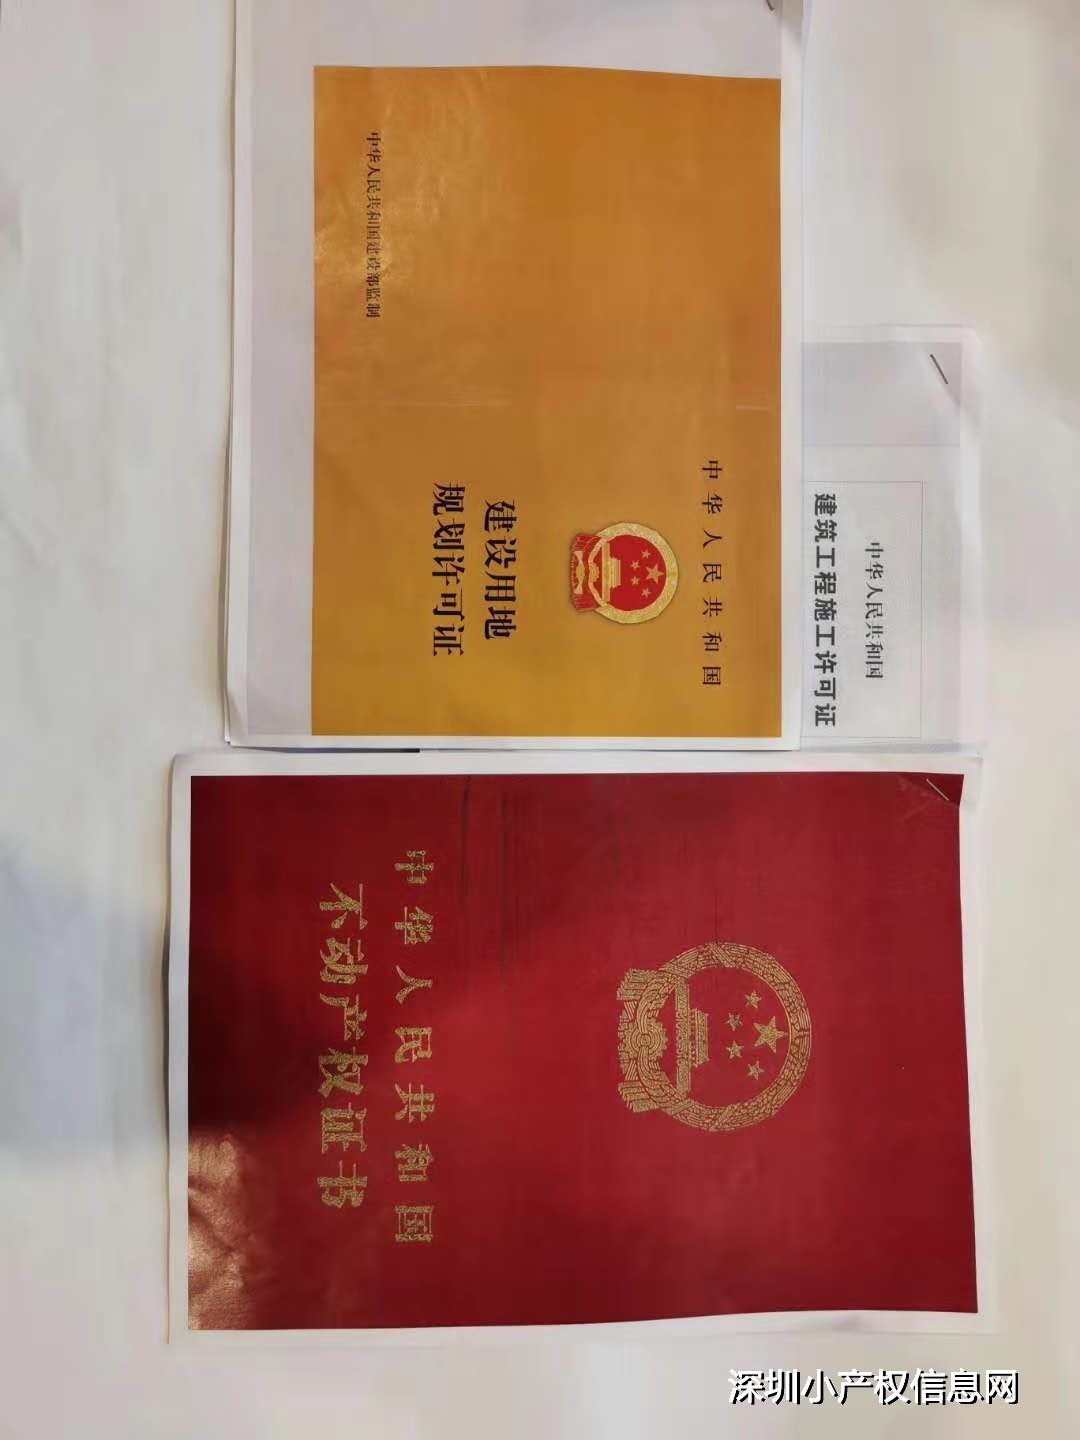 中华人民共和国
建设用地
规划许可证
中华人民共和国建设部监制
中华人民共和国
建筑工程施工许可证
中华人民共和国
不动产权证书
深圳小产权信息网